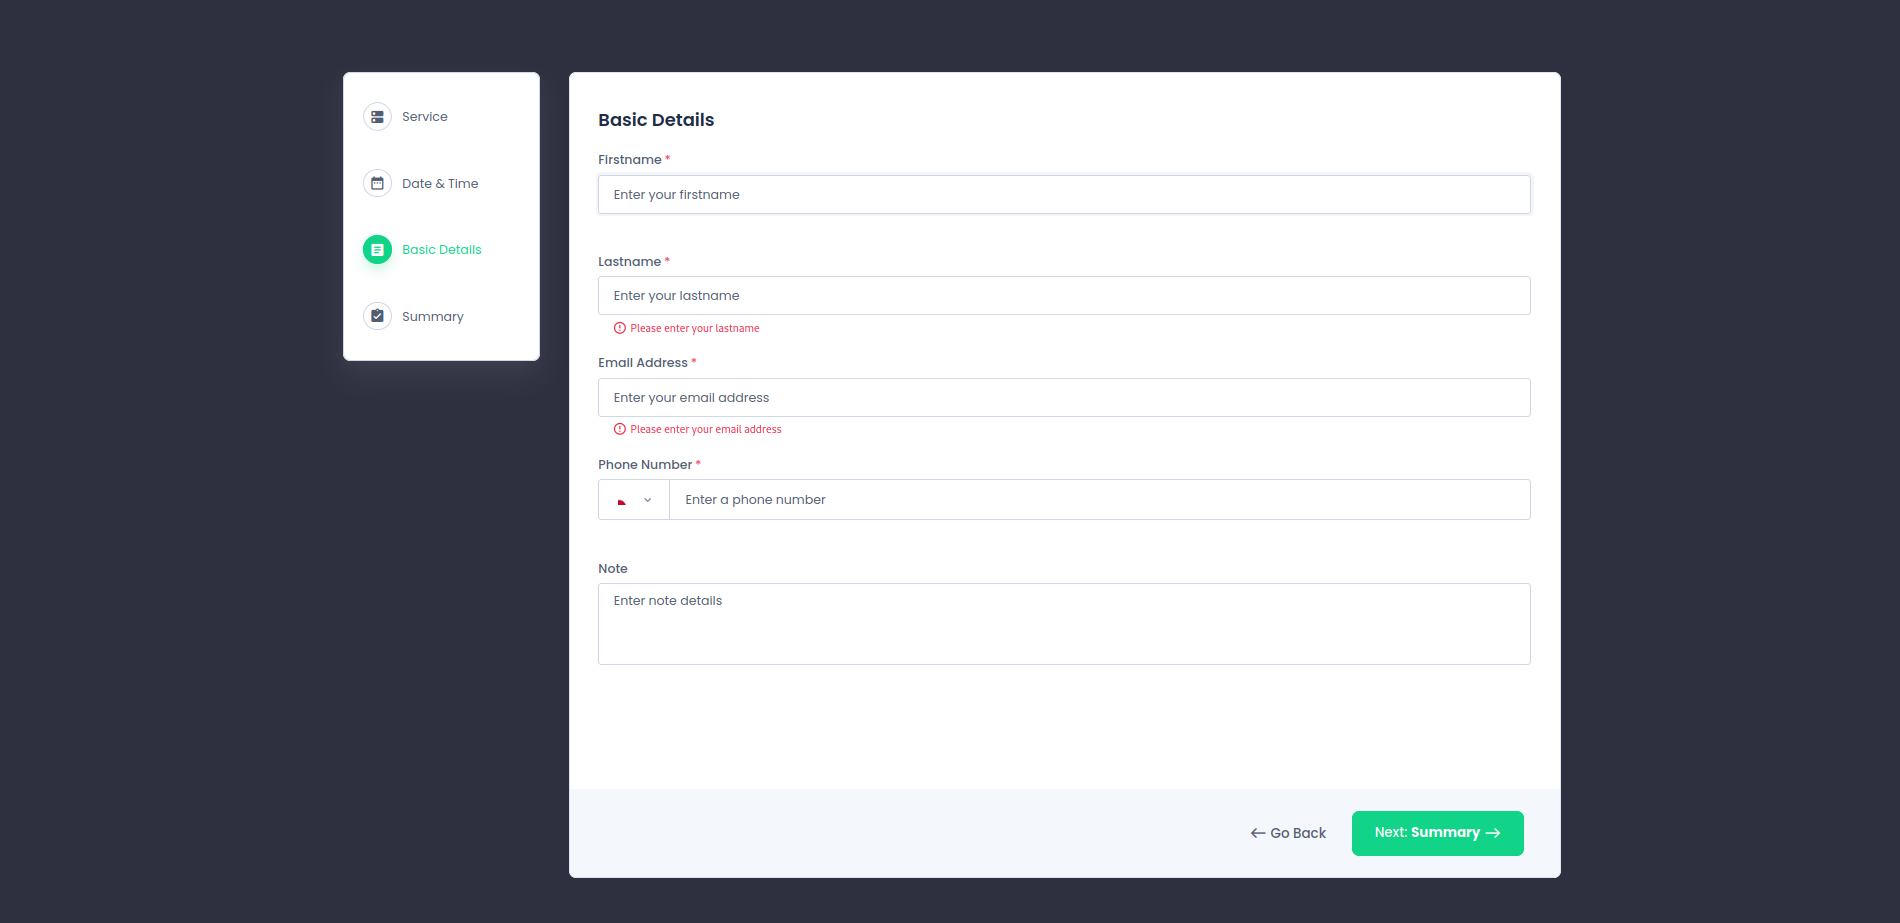 Service
Date & Time
Basic Details
Summary
Basic Details
Firstname *
Enter your firstname
Lastname *
Enter your lastname
Please enter your lastname
Email Address *
Enter your email address
Please enter your email address
Phone Number *
Enter a phone number
Note
Enter note details
← Go Back
Next: Summary →